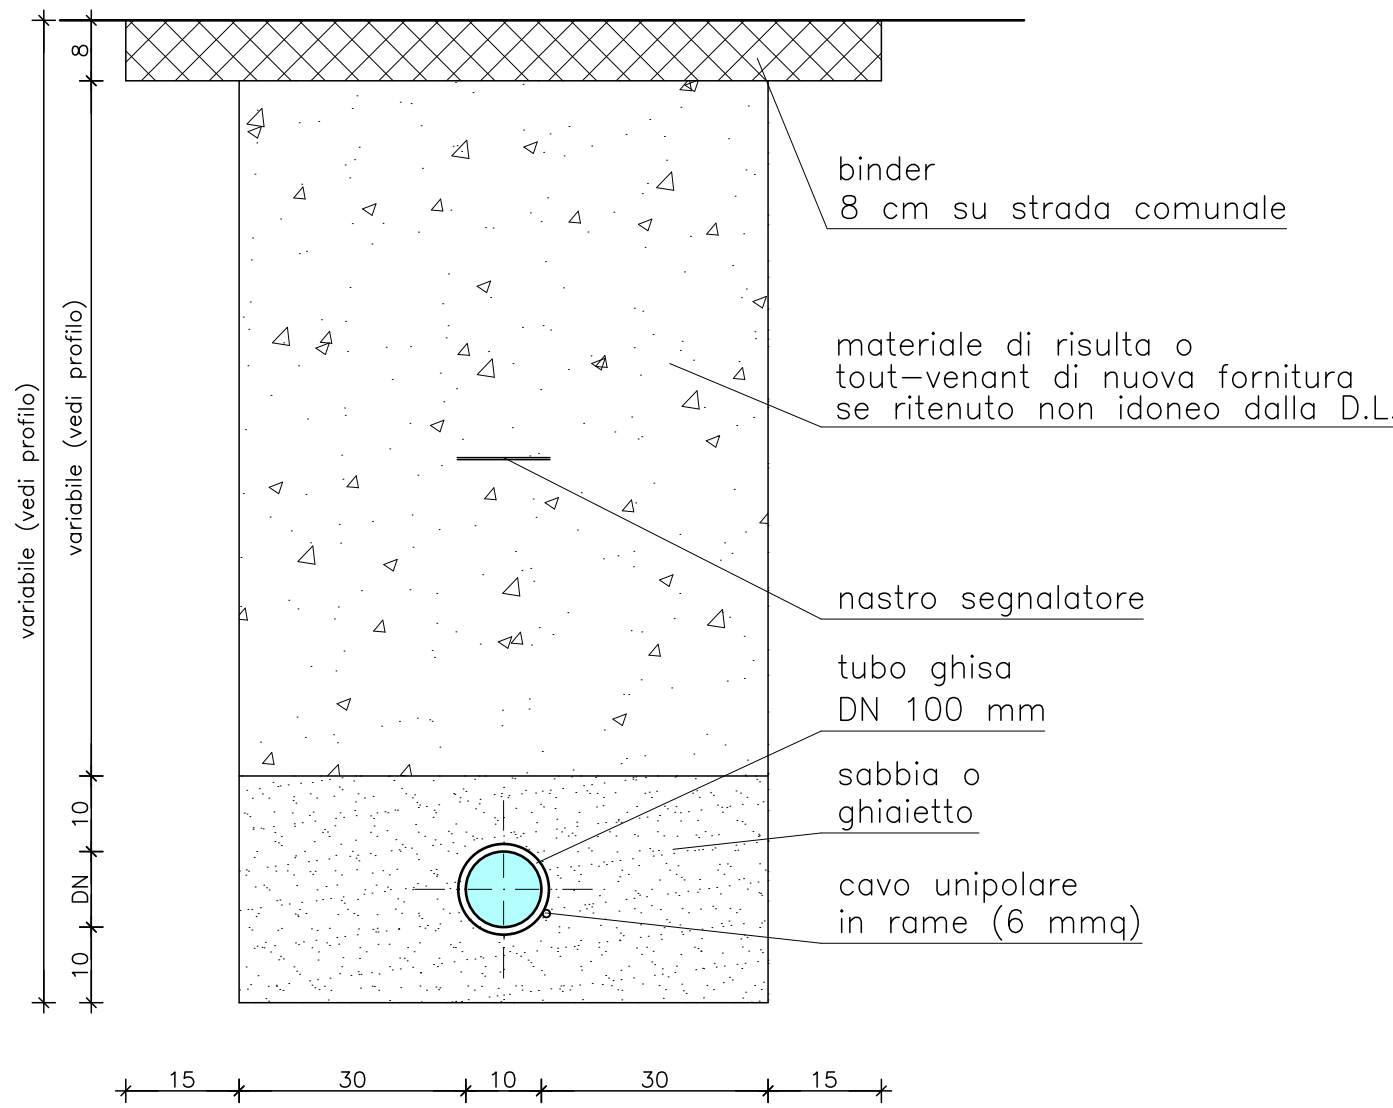 8
binder
8 cm su strada comunale
variabile (vedi profilo)
variabile (vedi profilo)
materiale di risulta o
tout-venant di nuova fornitura
se ritenuto non idoneo dalla D.L.
nastro segnalatore
tubo ghisa
DN 100 mm
sabbia o
ghiaietto
10
DN
10
cavo unipolare
in rame (6 mmq)
15 30 10 30 15